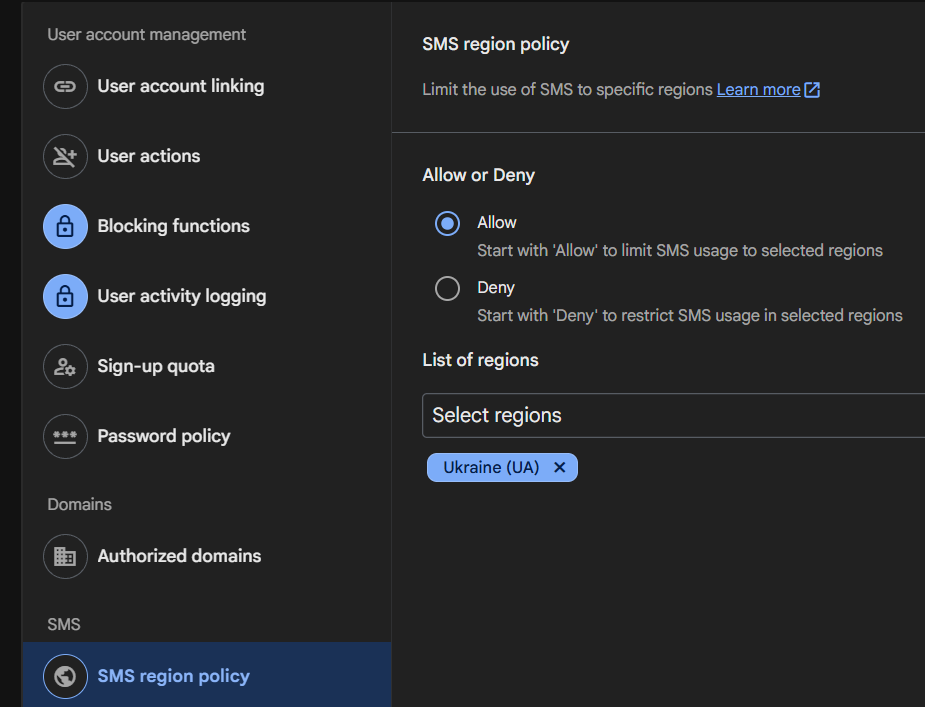 User account management
User account linking
User actions
Blocking functions
User activity logging
Sign-up quota
Password policy
Domains
Authorized domains
SMS
SMS region policy
SMS region policy
Limit the use of SMS to specific regions Learn more
Allow or Deny
Allow
Start with 'Allow' to limit SMS usage to selected regions
Deny
Start with 'Deny' to restrict SMS usage in selected regions
List of regions
Select regions
Ukraine (UA)